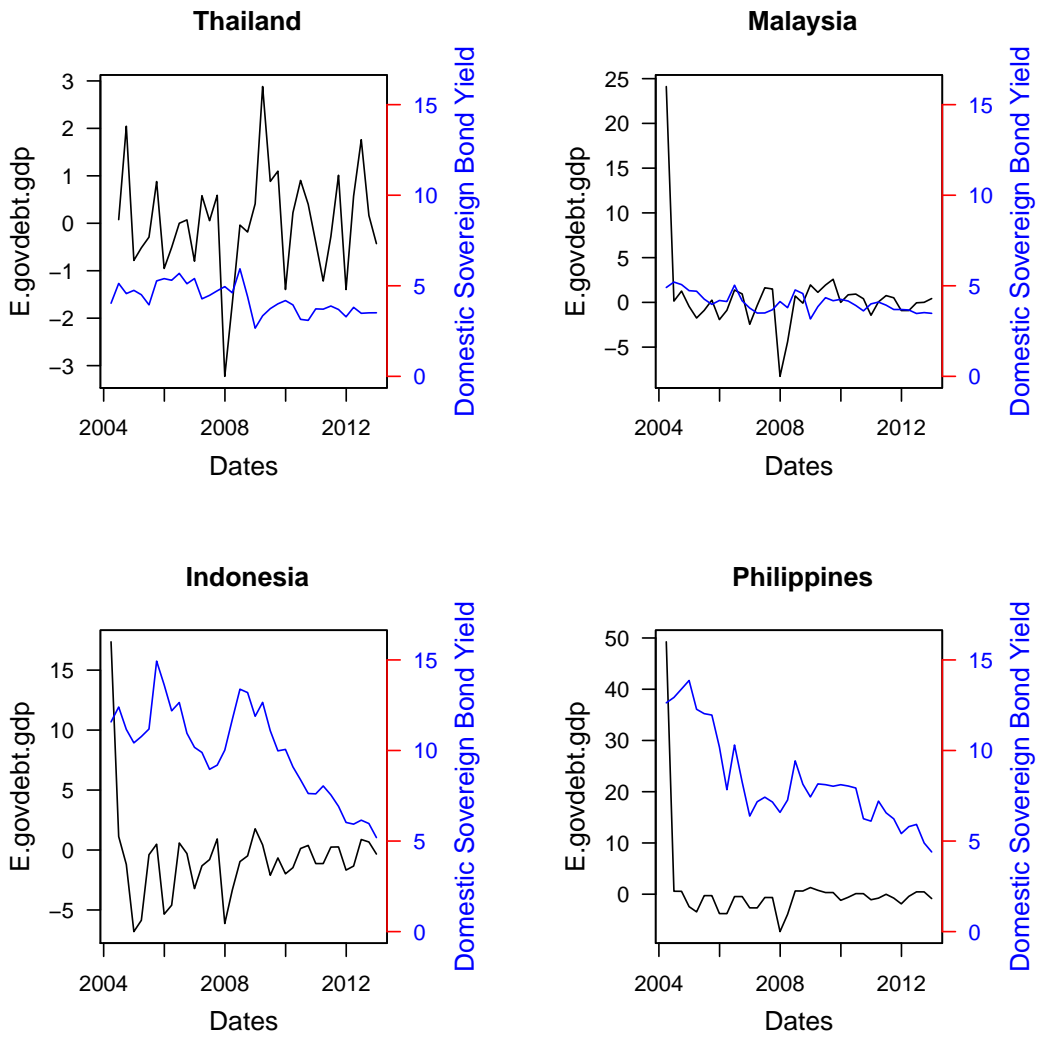 Thailand
3
2
1
0
−1
−2
−3
E.govdebt.gdp
15
10
5
0
Domestic Sovereign Bond Yield
2004 2008 2012
Dates
Malaysia
25
20
15
10
5
0
−5
E.govdebt.gdp
15
10
5
0
Domestic Sovereign Bond Yield
2004 2008 2012
Dates
Indonesia
15
10
5
0
−5
E.govdebt.gdp
15
10
5
0
Domestic Sovereign Bond Yield
2004 2008 2012
Dates
Philippines
50
40
30
20
10
0
E.govdebt.gdp
15
10
5
0
Domestic Sovereign Bond Yield
2004 2008 2012
Dates